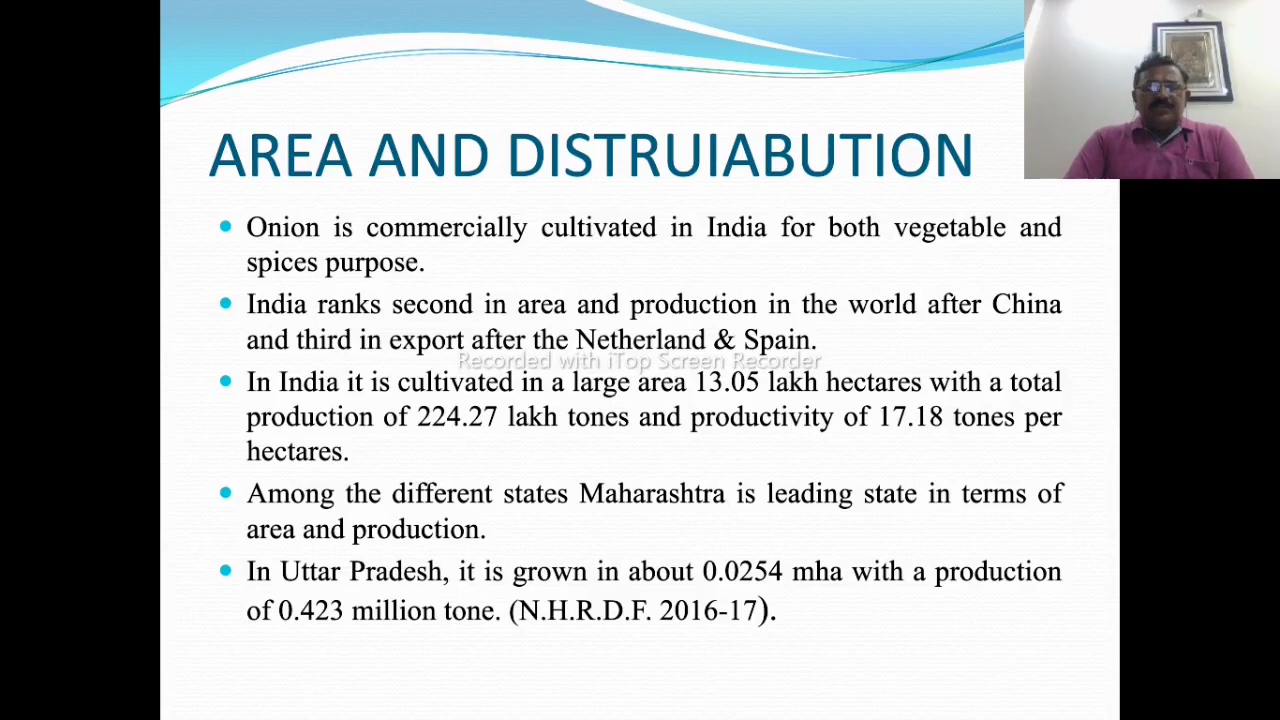 AREA AND DISTRUIABUTION
Onion is commercially cultivated in India for both vegetable and
spices purpose.
India ranks second in area and production in the world after China
and third in export after the Netherland & Spain.
Recorded with iTop Screen Recorder
In India it is cultivated in a large area 13.05 lakh hectares with a total
production of 224.27 lakh tones and productivity of 17.18 tones per
hectares.
Among the different states Maharashtra is leading state in terms of
area and production.
In Uttar Pradesh, it is grown in about 0.0254 mha with a production
of 0.423 million tone. (N.H.R.D.F. 2016-17).